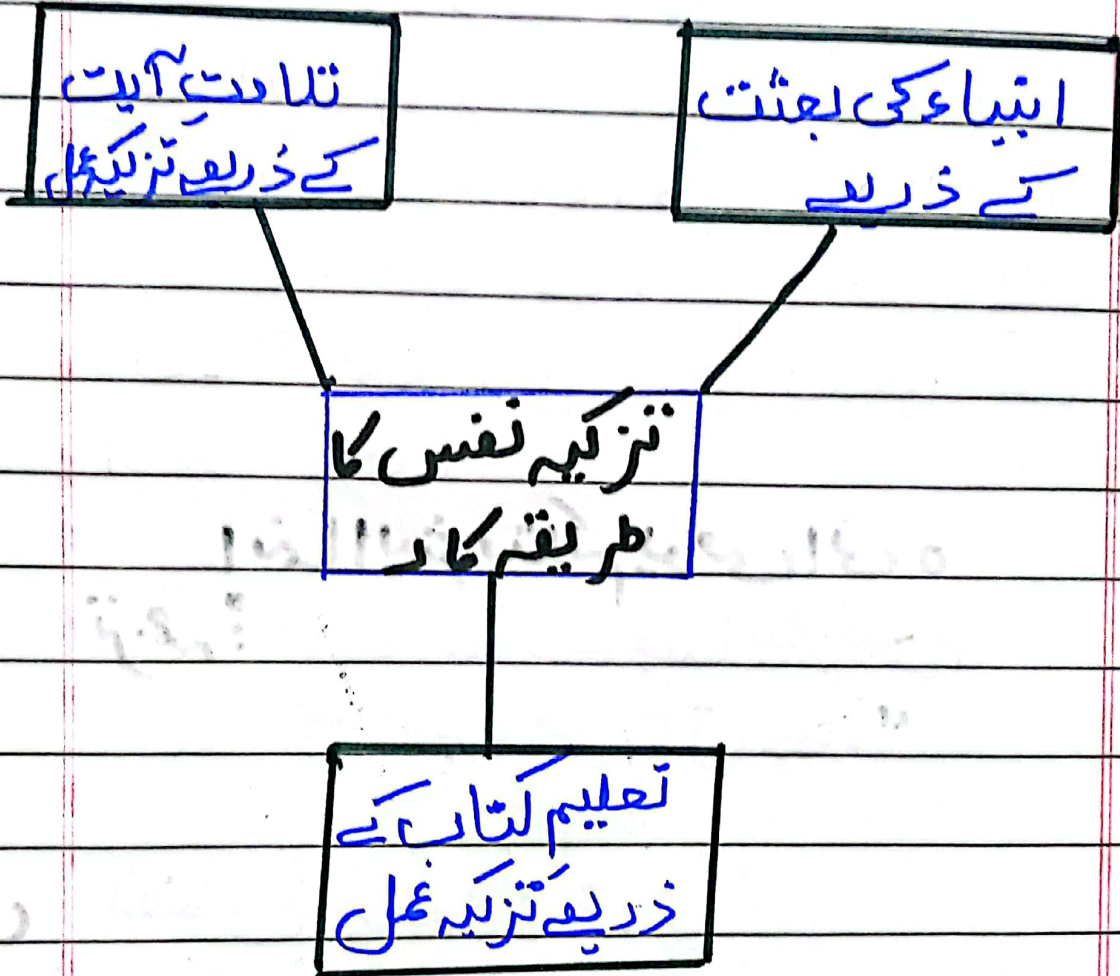 انبیاء کی بعثت
کے ذریعے
تلاوتِ آیت
کے ذریعے تزکیہ عمل
تزکیہ نفس کا
طریقہ کار
تعلیم کتاب کے
ذریعے تزکیہ عمل